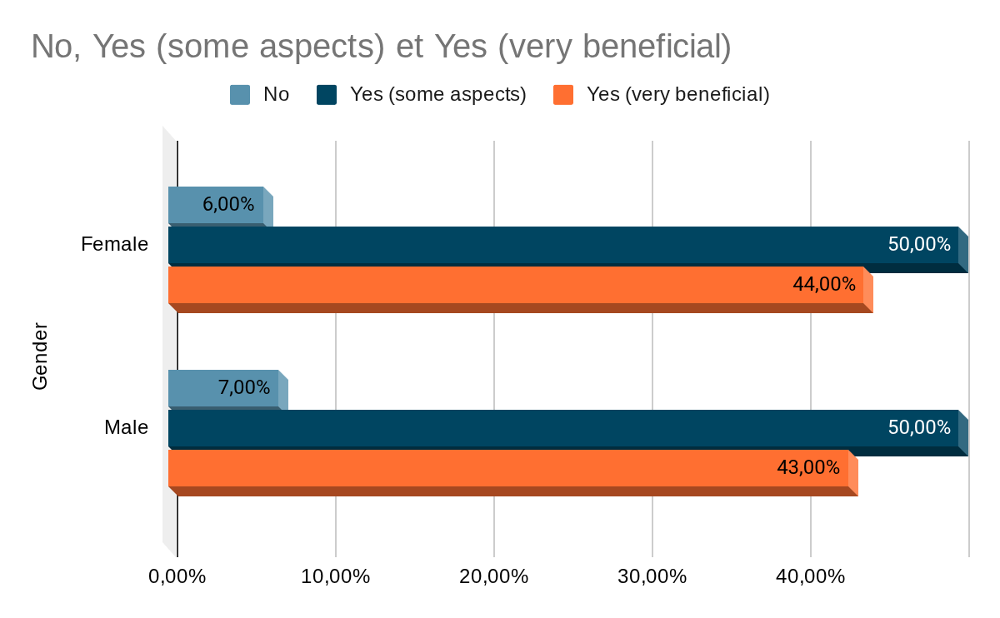 No, Yes (some aspects) et Yes (very beneficial)
No Yes (some aspects) Yes (very beneficial)
6,00%
Female 50,00%
44,00%
Gender
7,00%
Male 50,00%
43,00%
0,00% 10,00% 20,00% 30,00% 40,00%